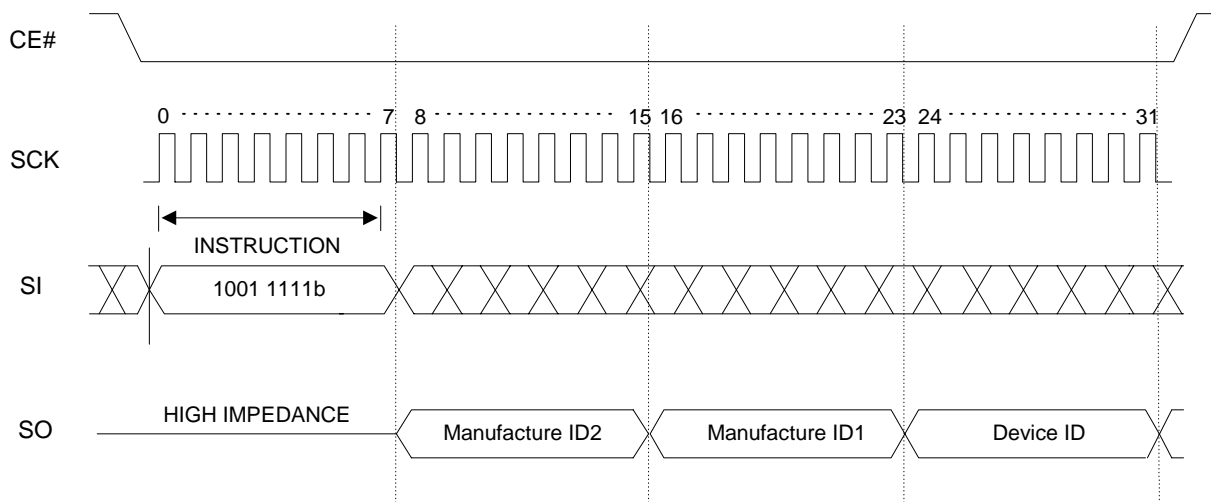 CE#
0 7 8 15 16 23 24 31
SCK
INSTRUCTION
SI
1001 1111b
HIGH IMPEDANCE
SO
Manufacture ID2
Manufacture ID1
Device ID